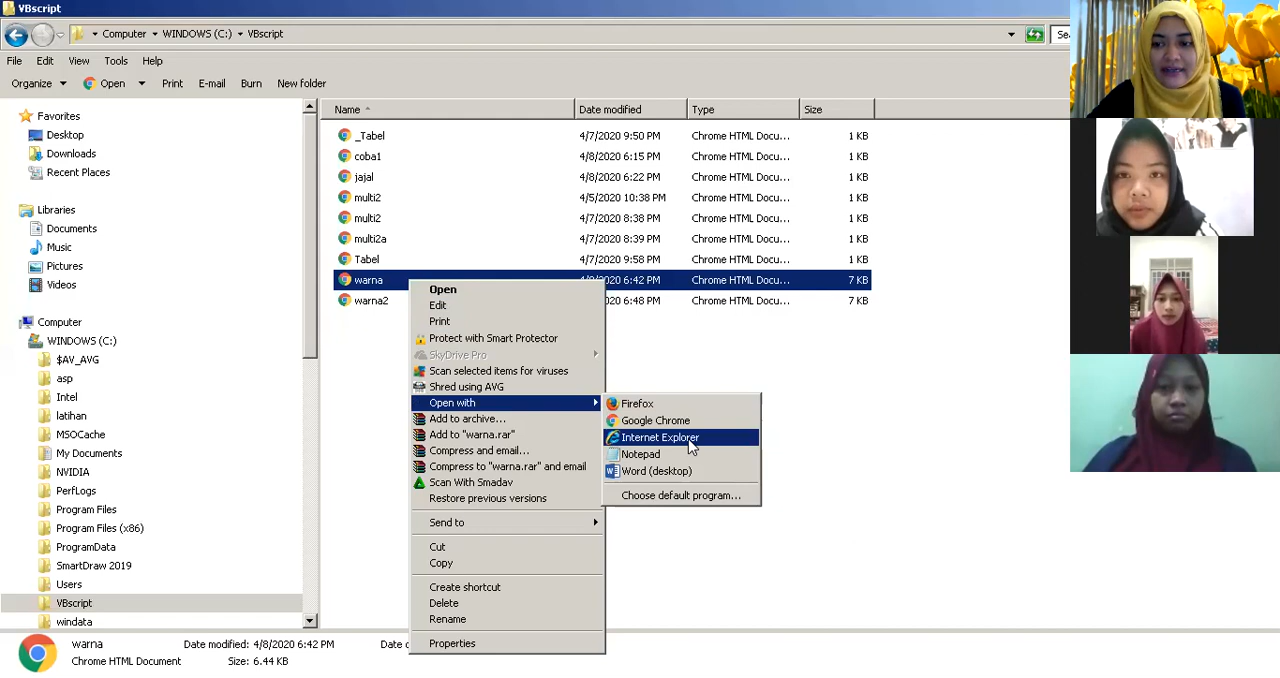 VBscript
Computer WINDOWS (C:) VBscript
Sea
File Edit View Tools Help
Organize Open Print E-mail Burn New folder
Favorites
Desktop
Downloads
Recent Places
Libraries
Documents
Music
Pictures
Videos
Computer
WINDOWS (C:)
$AV_AVG
asp
Intel
latihan
MSOCache
My Documents
NVIDIA
PerfLogs
Program Files
Program Files (x86)
ProgramData
SmartDraw 2019
Users
VBscript
windata
Name Date modified Type Size
_Tabel 4/7/2020 9:50 PM Chrome HTML Docu... 1 KB
coba1 4/8/2020 6:15 PM Chrome HTML Docu... 1 KB
jajal 4/8/2020 6:22 PM Chrome HTML Docu... 1 KB
multi2 4/5/2020 10:38 PM Chrome HTML Docu... 1 KB
multi2 4/7/2020 8:38 PM Chrome HTML Docu... 1 KB
multi2a 4/7/2020 8:39 PM Chrome HTML Docu... 1 KB
Tabel 4/7/2020 9:58 PM Chrome HTML Docu... 1 KB
warna 4/8/2020 6:42 PM Chrome HTML Docu... 7 KB
warna2 6:48 PM Chrome HTML Docu... 7 KB
Open
Edit
Print
Protect with Smart Protector
SkyDrive Pro
Scan selected items for viruses
Shred using AVG
Open with
Add to archive...
Add to "warna.rar"
Compress and email...
Compress to "warna.rar" and email
Scan With Smadav
Restore previous versions
Send to
Cut
Copy
Create shortcut
Delete
Rename
Properties
Firefox
Google Chrome
Internet Explorer
Notepad
Word (desktop)
Choose default program...
warna Date modified: 4/8/2020 6:42 PM Date c
Chrome HTML Document Size: 6.44 KB